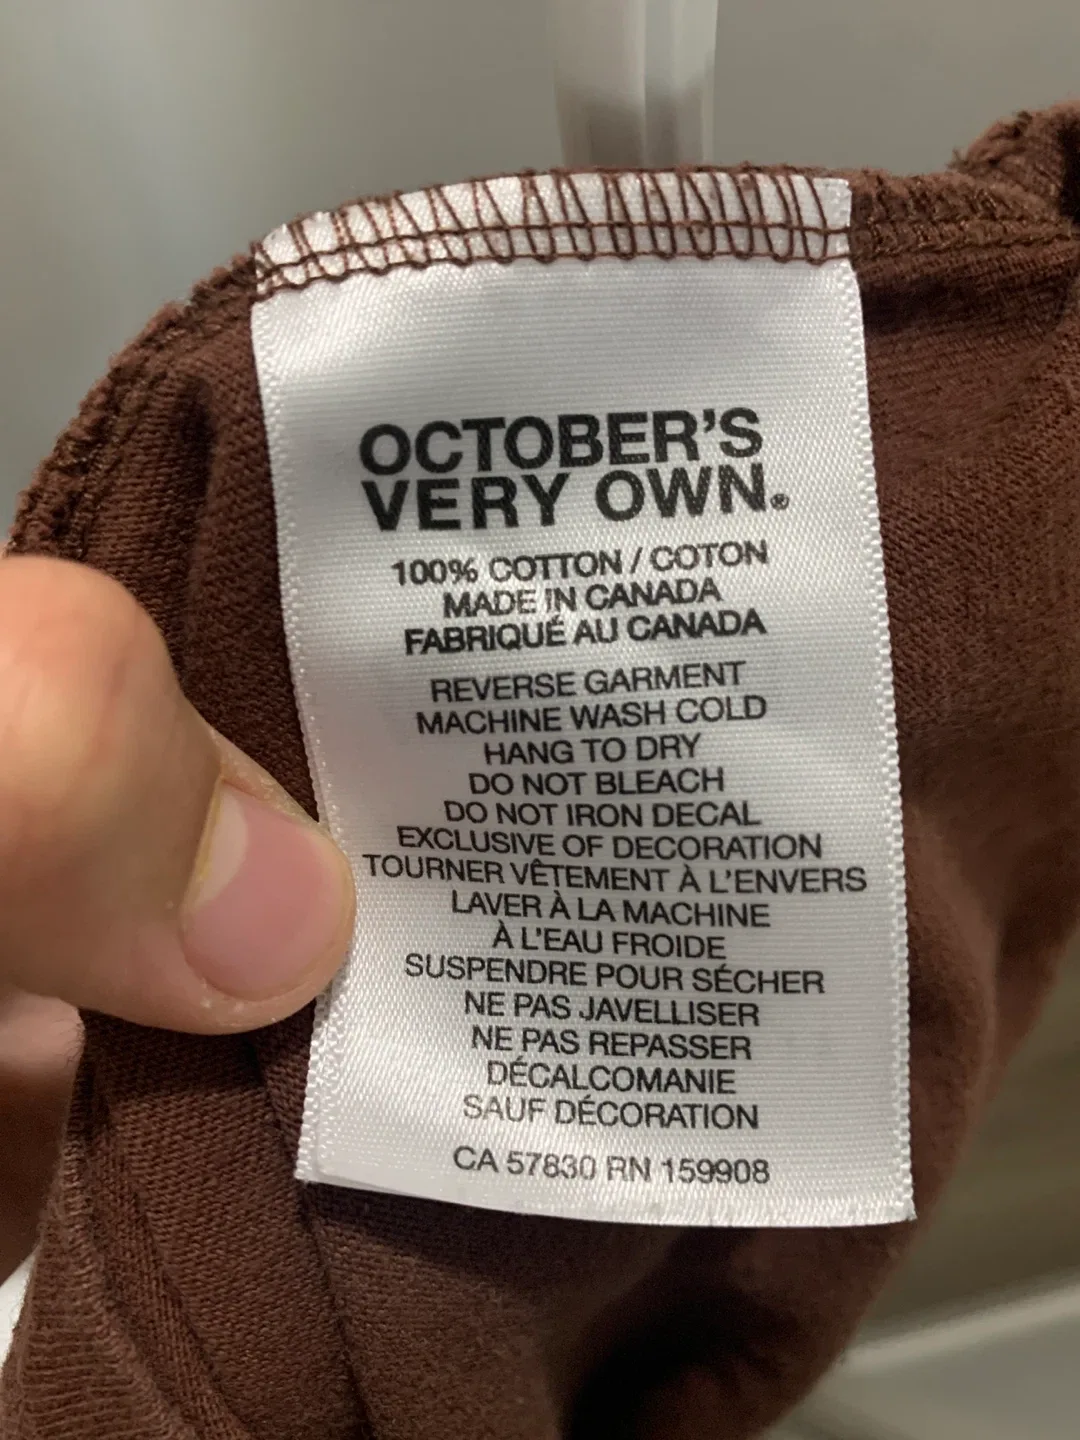 OCTOBER'S
VERY OWN®
100% COTTON / COTON
MADE IN CANADA
FABRIQUÉ AU CANADA
REVERSE GARMENT
MACHINE WASH COLD
HANG TO DRY
DO NOT BLEACH
DO NOT IRON DECAL
EXCLUSIVE OF DECORATION
TOURNER VÊTEMENT À L'ENVERS
LAVER À LA MACHINE
À L'EAU FROIDE
SUSPENDRE POUR SÉCHER
NE PAS JAVELLISER
NE PAS REPASSER
DÉCALCOMANIE
SAUF DÉCORATION
CA 57830 RN 159908